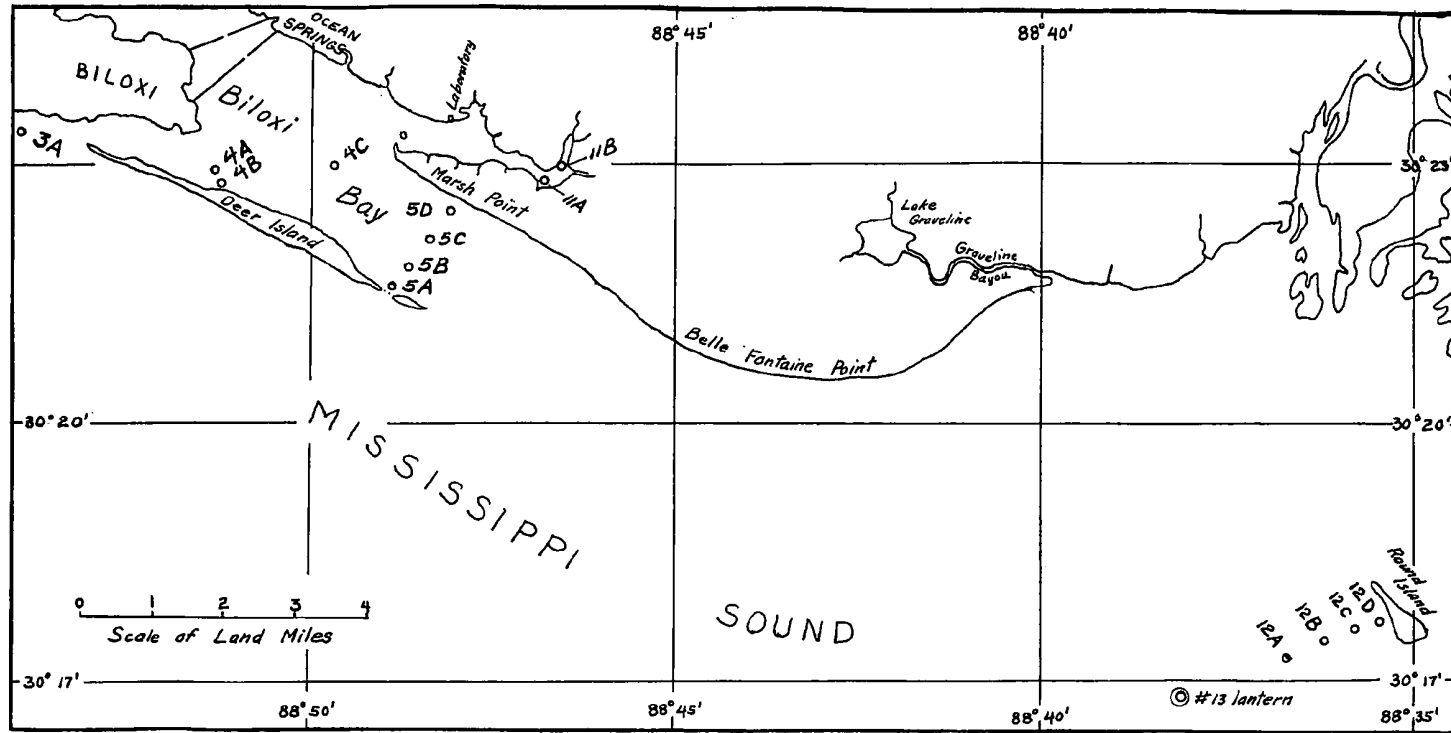 OCEAN
SPRINGS
88°45'
88°40'
BILOXI
Biloxi
Laboratory
3A
4A
4B
4C
11B
30°23'
Marsh Point
11A
Deer Island
Bay
5D
5C
5B
5A
Lake
Graveline
Graveline
Bayou
Belle Fontaine Point
30°20'
30°20'
MISSISSIPPI
SOUND
0 1 2 3 4
Scale of Land Miles
Round
Island
12D
12C
12B
12A
30°17'
30°17'
#13 lantern
88°50'
88°45'
88°40'
88°35'